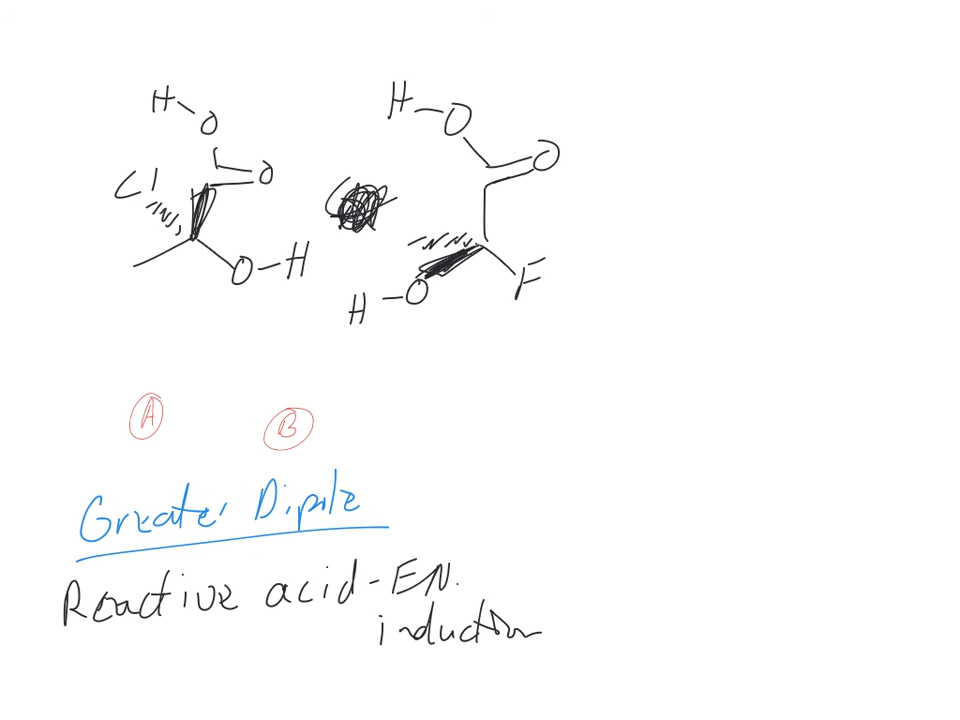 H O
Cl O
O-H
H-O
O
H-O F
A B
Greater Dipole
Reactive acid - EN.
induction